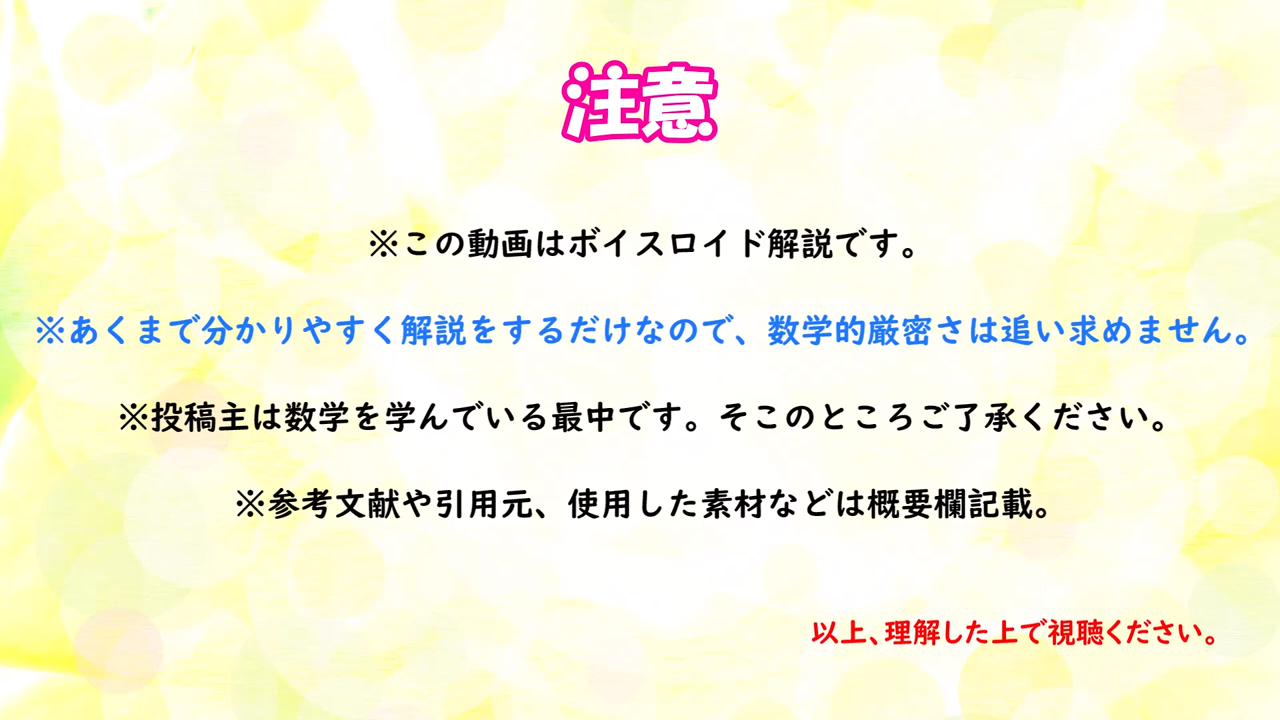 注意
※この動画はボイスロイド解説です。
※あくまで分かりやすく解説をするだけなので、数学的厳密さは追い求めません。
※投稿主は数学を学んでいる最中です。そこのところご了承ください。
※参考文献や引用元、使用した素材などは概要欄記載。
以上、理解した上で視聴ください。